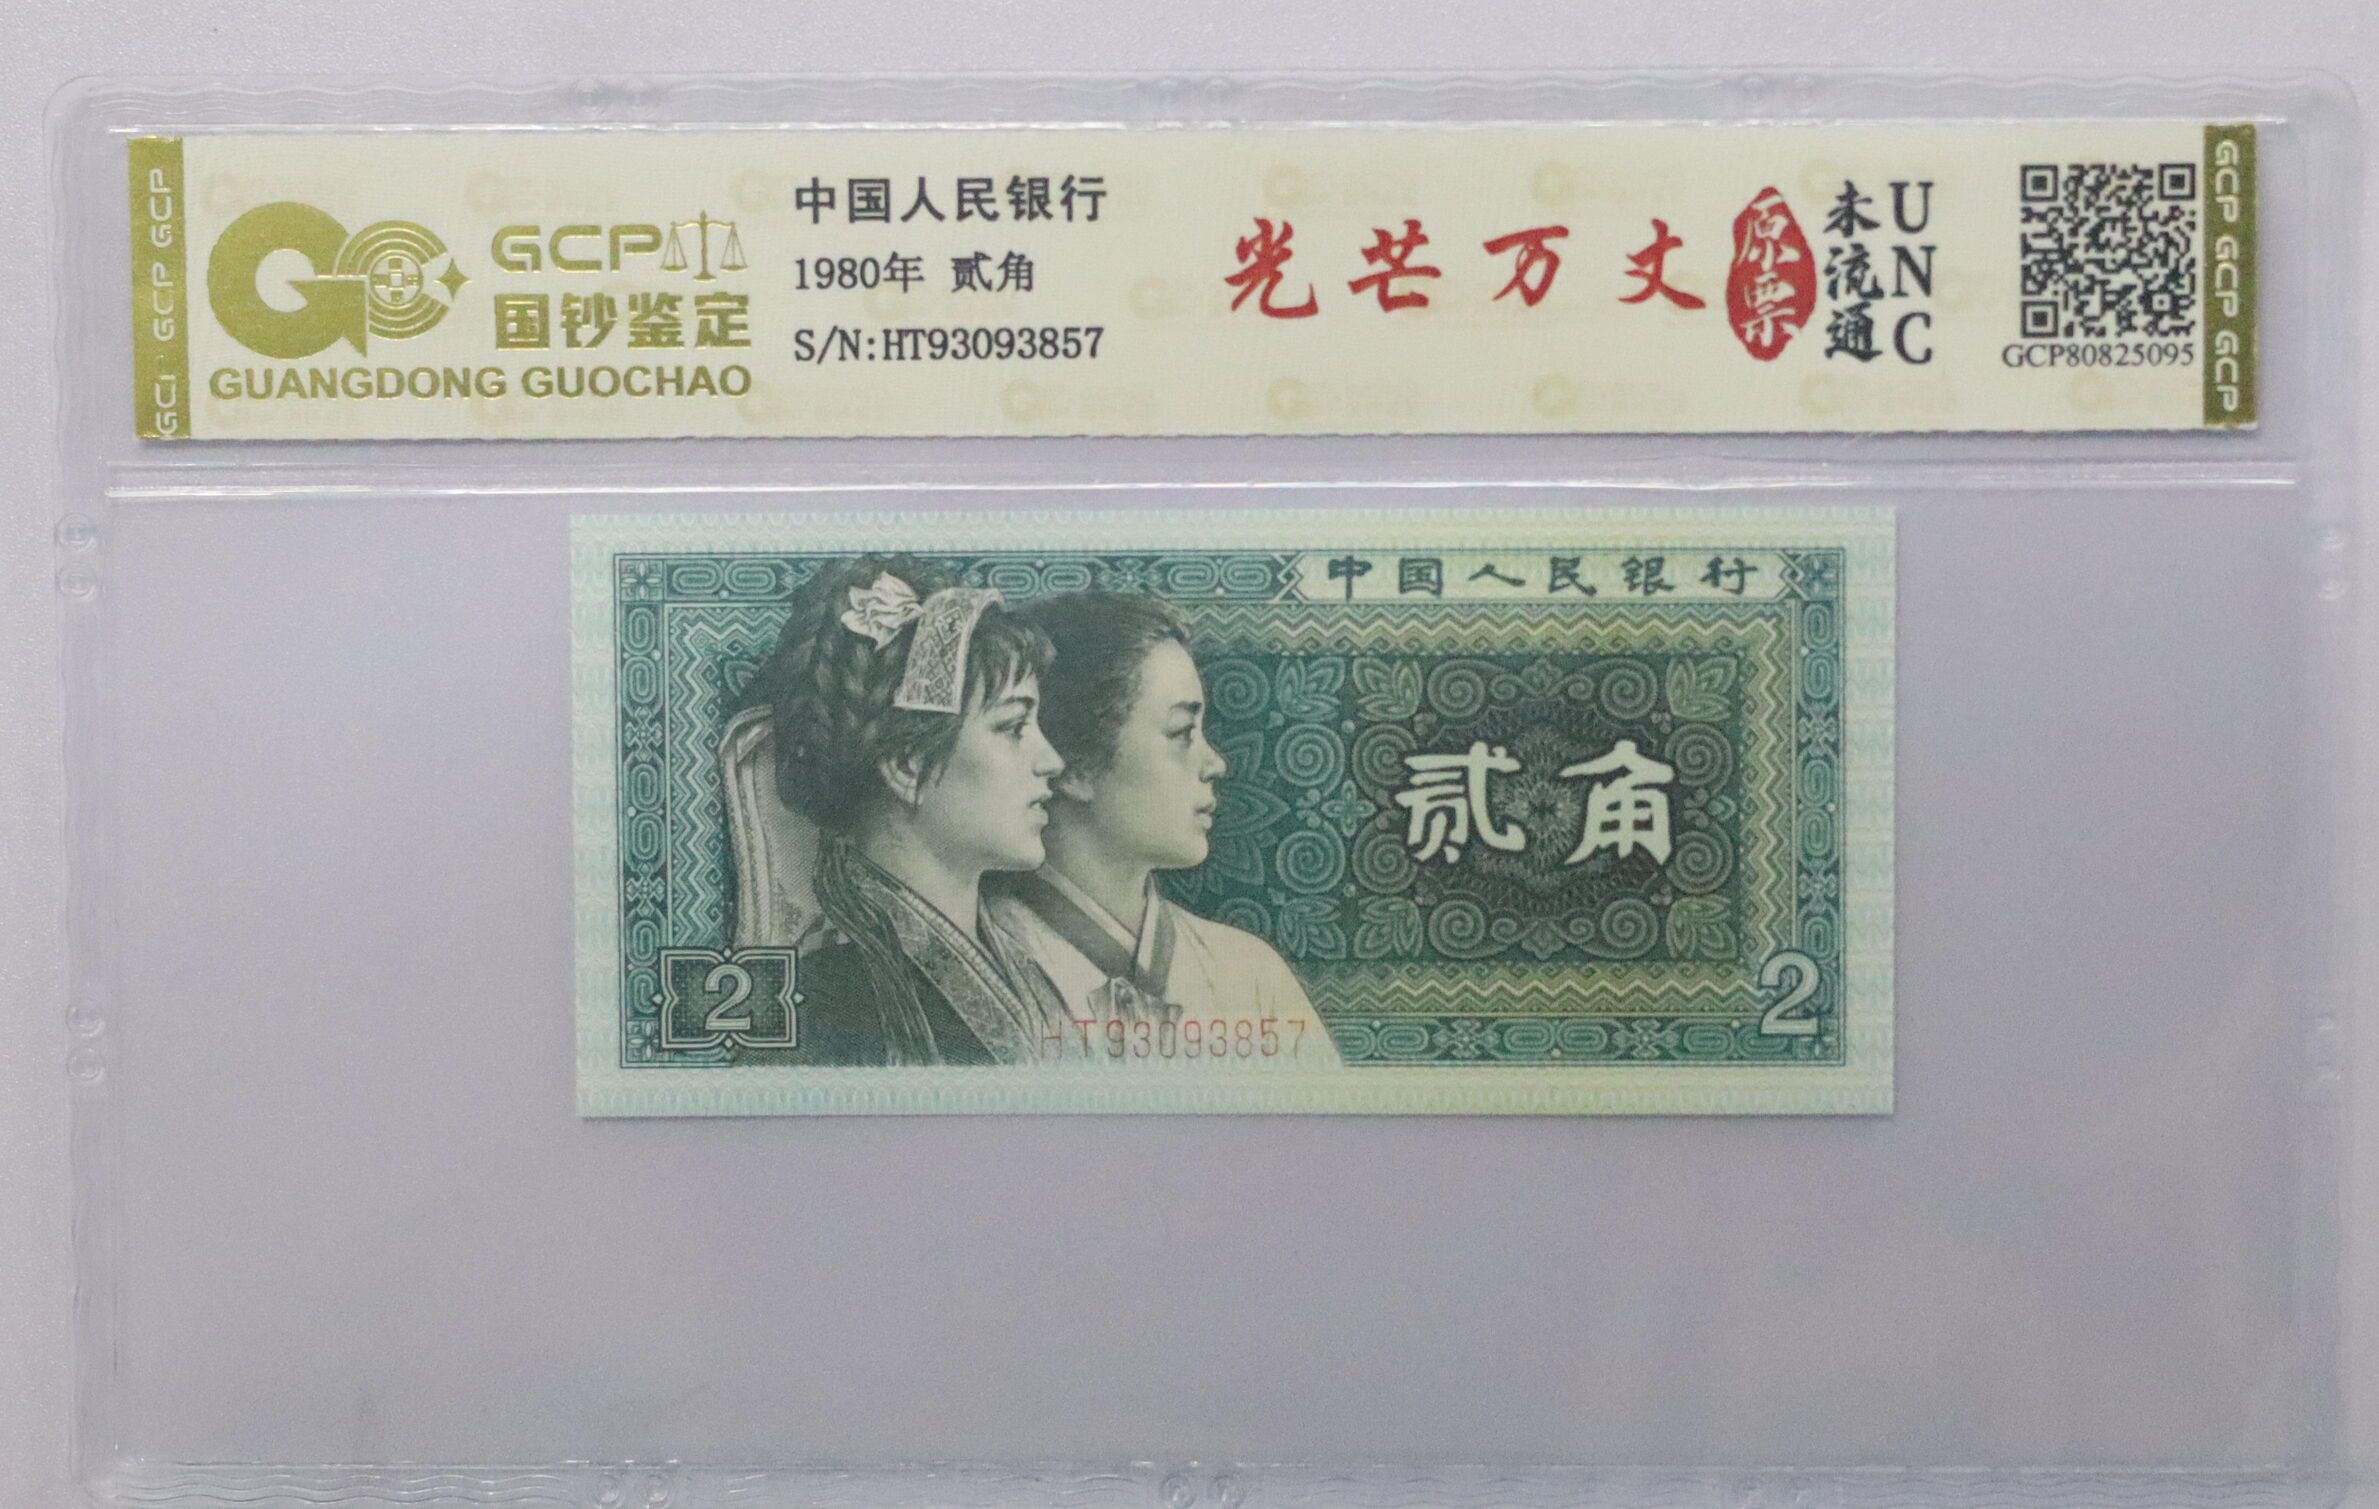 GCP GCP GCP
GCP
国钞鉴定
GUANGDONG GUOCHAO
中国人民银行
1980年 贰角
S/N:HT93093857
光芒万丈
原票
未流通
UNC
GCP80825095
GCP GCP GCP
中国人民银行
贰角
2
2
HT93093857